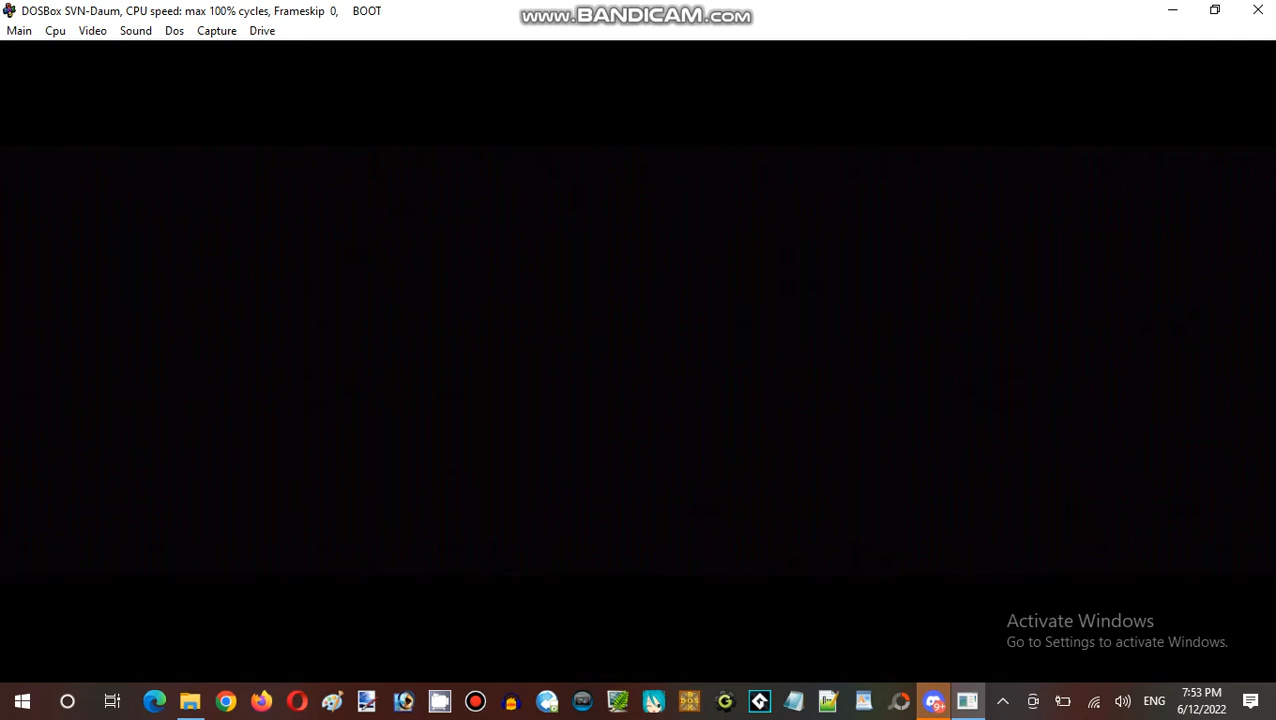 DOSBox SVN-Daum, CPU speed: max 100% cycles, Frameskip 0, BOOT
www.BANDICAM.com
Main Cpu Video Sound Dos Capture Drive
Activate Windows
Go to Settings to activate Windows.
9+
ENG
7:53 PM
6/12/2022